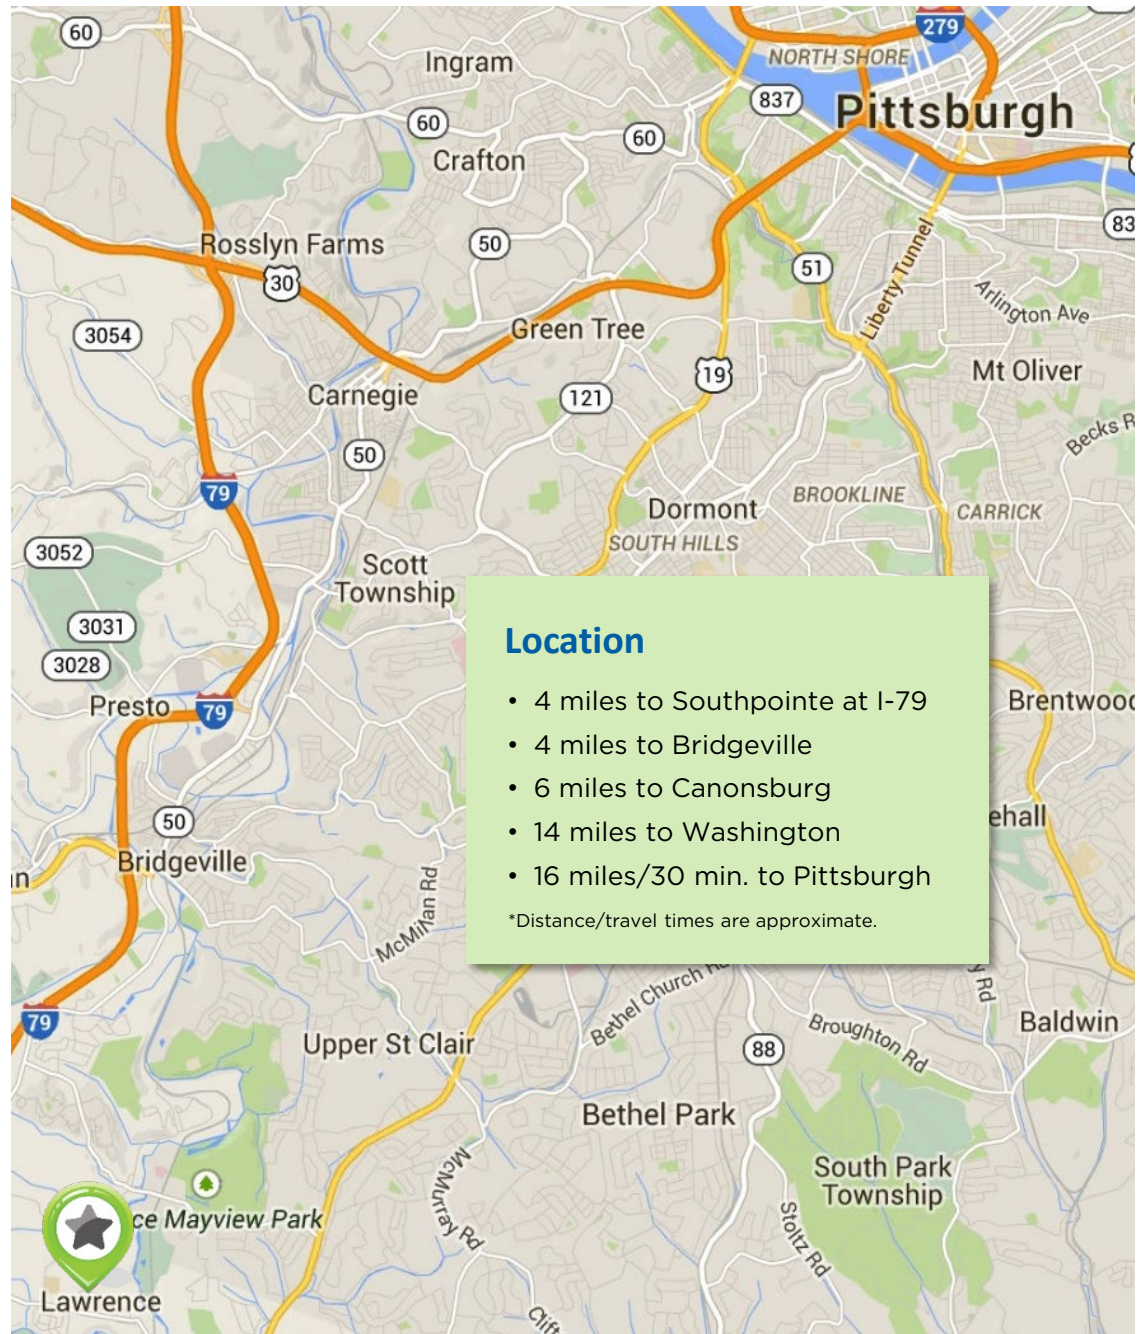 60
279
Ingram
NORTH SHORE
837
Pittsburgh
60
60
Crafton
83
Rosslyn Farms
50
Liberty Tunnel
51
30
Arlington Ave
3054
Green Tree
Mt Oliver
19
Carnegie
121
Becks R
50
79
BROOKLINE
Dormont
CARRICK
SOUTH HILLS
3052
Scott
Township
3031
3028
Presto
79
Brentwood
Location
• 4 miles to Southpointe at I-79
• 4 miles to Bridgeville
• 6 miles to Canonsburg
• 14 miles to Washington
• 16 miles/30 min. to Pittsburgh
*Distance/travel times are approximate.
50
ehall
Bridgeville
n
McMillan Rd
Bethel Church Rd
y Rd
79
Upper St Clair
88
Broughton Rd
Baldwin
Bethel Park
South Park
Township
McMurray Rd
Stoltz Rd
ce Mayview Park
Lawrence
Clift